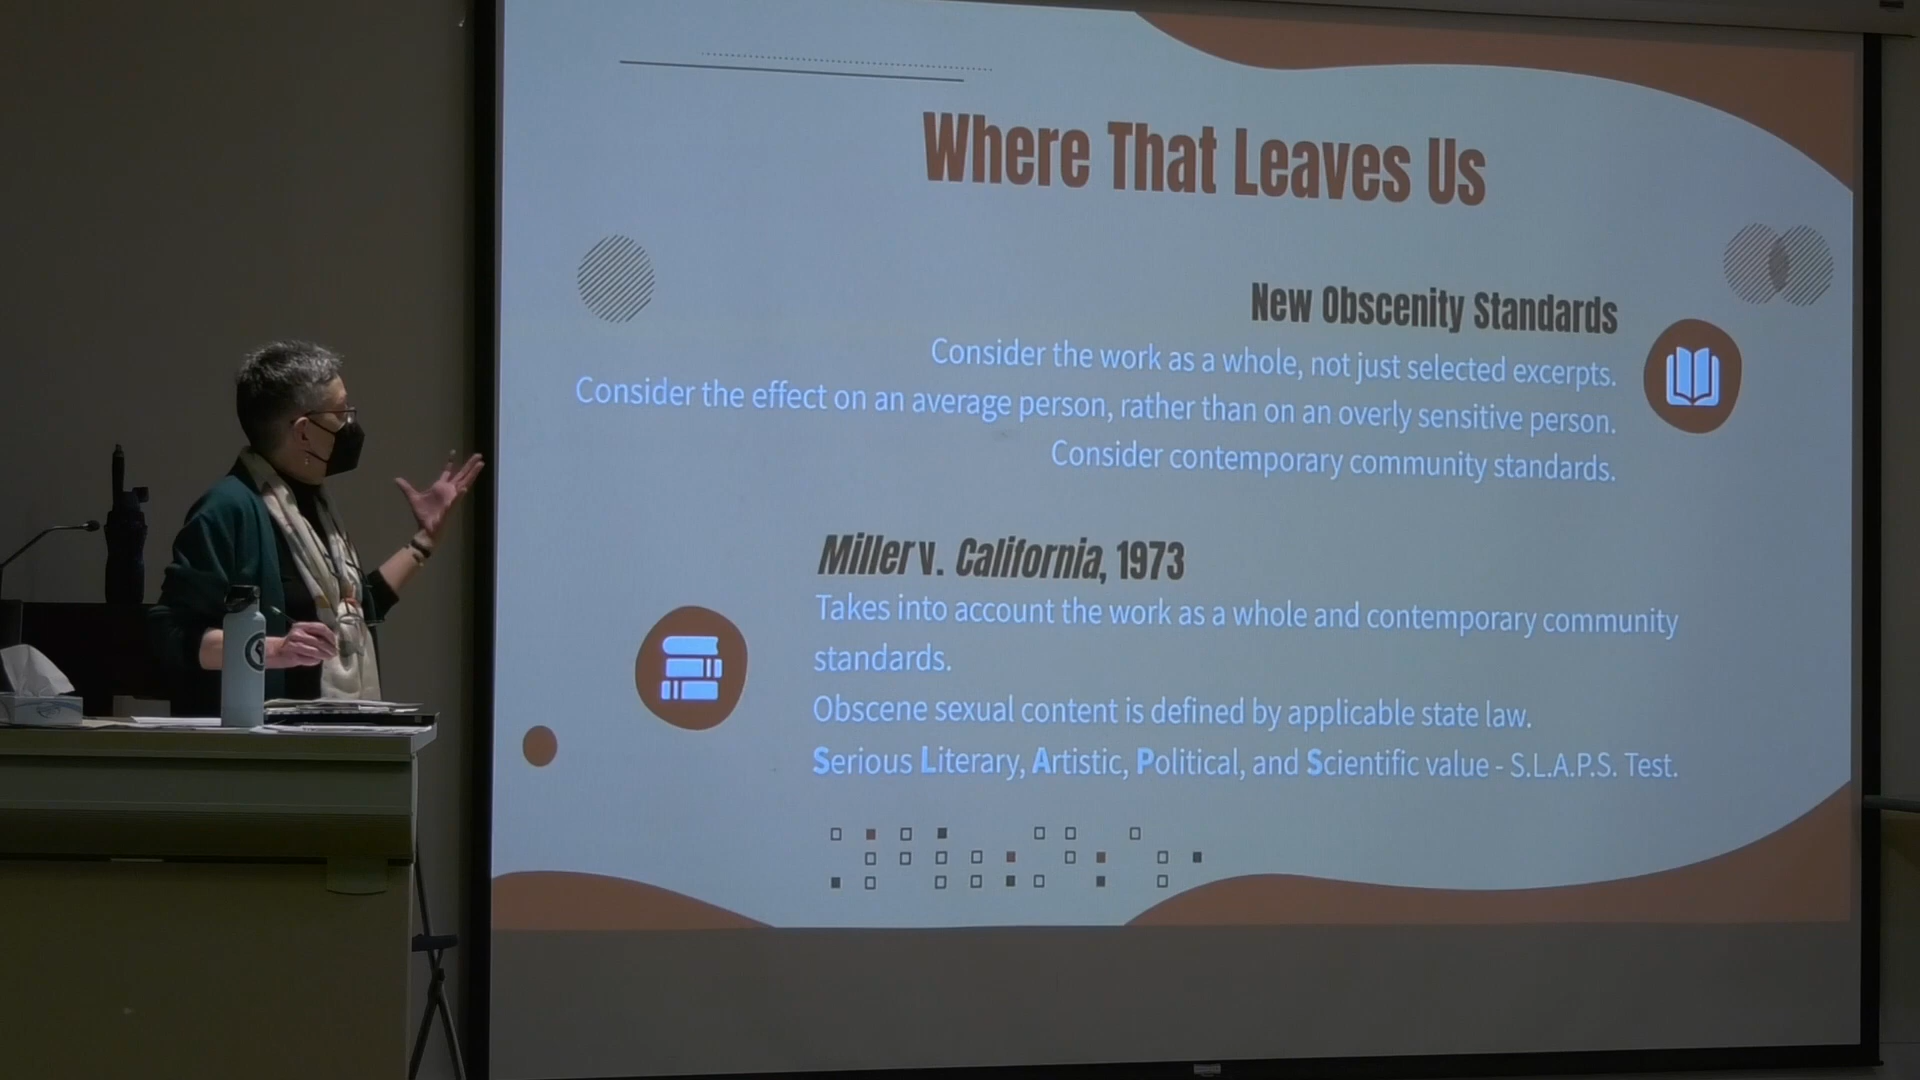 Where That Leaves Us
New Obscenity Standards
Consider the work as a whole, not just selected excerpts.
Consider the effect on an average person, rather than on an overly sensitive person.
Consider contemporary community standards.
Miller v. California, 1973
Takes into account the work as a whole and contemporary community
standards.
Obscene sexual content is defined by applicable state law.
Serious Literary, Artistic, Political, and Scientific value - S.L.A.P.S. Test.